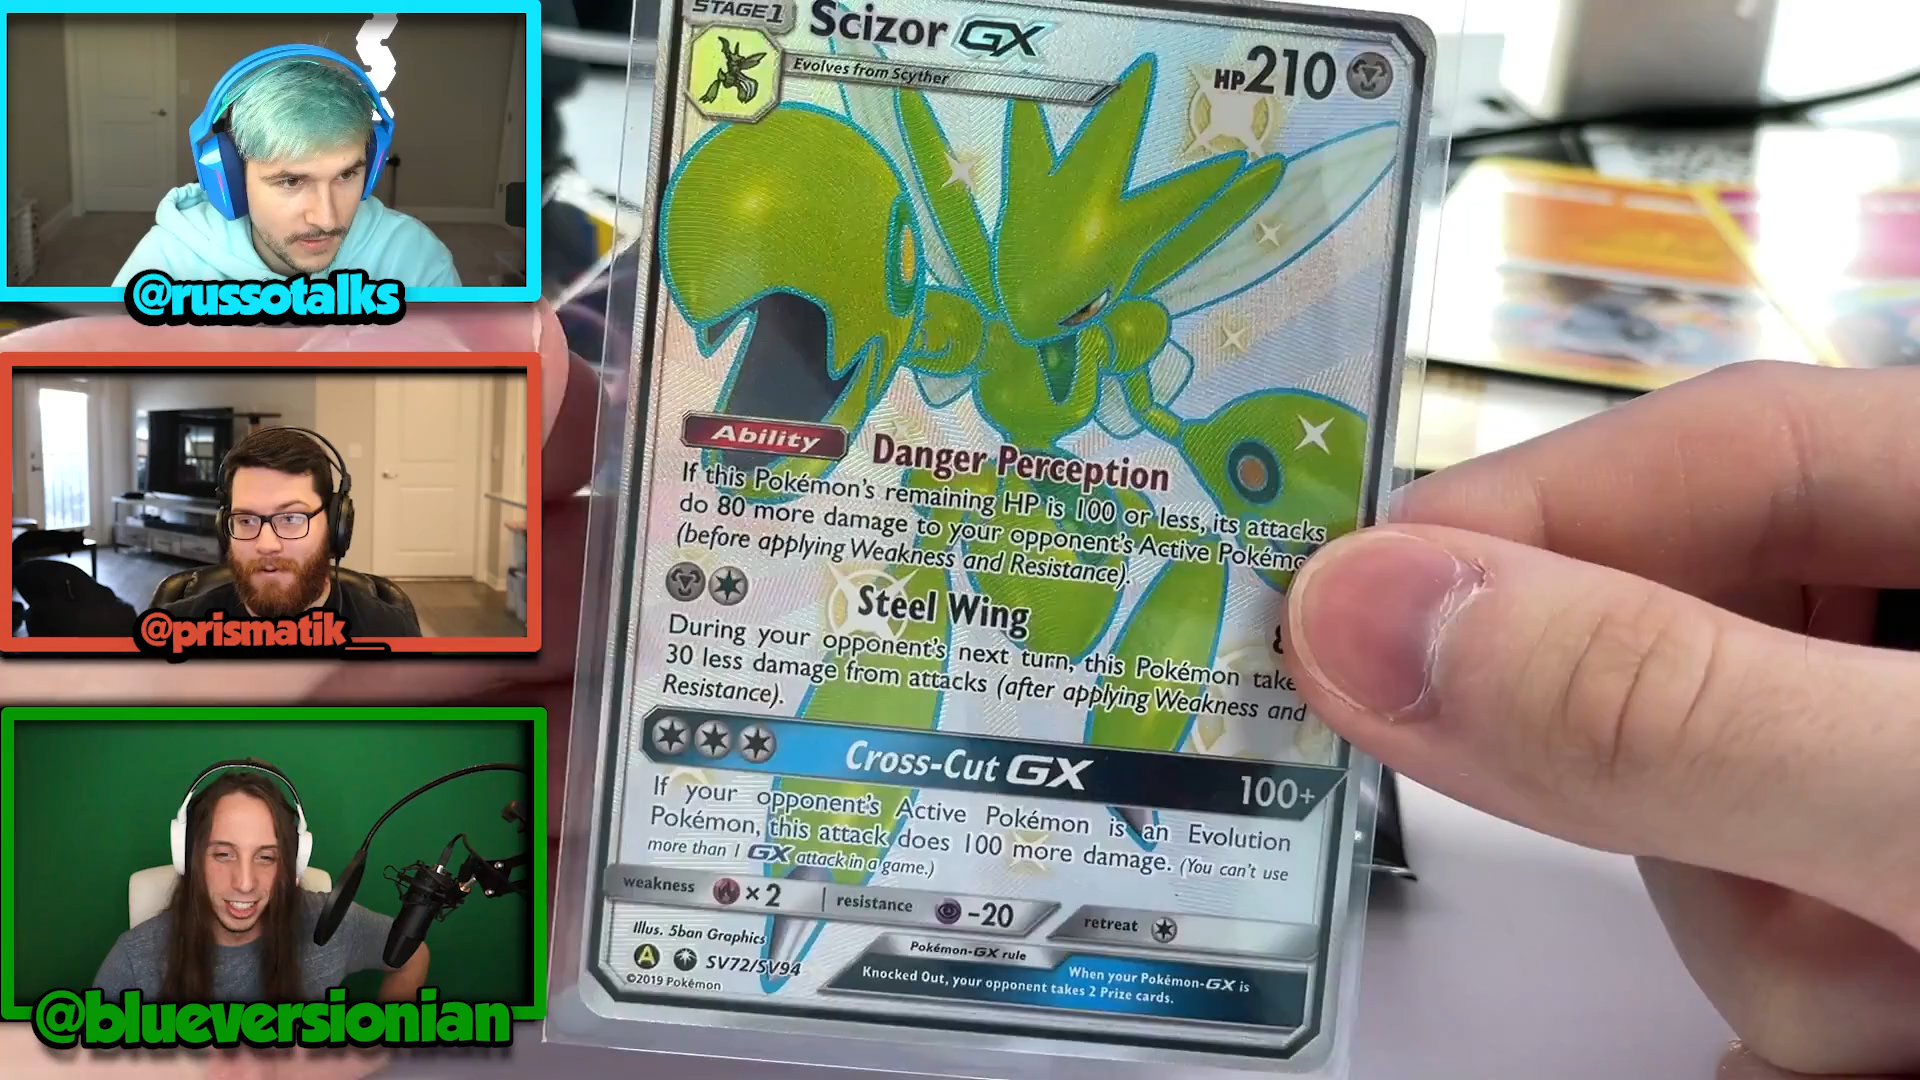 @russotalks
@prismatik__
@blueversionian
STAGE1
Scizor GX
Evolves from Scyther
HP210
Ability
Danger Perception
If this Pokémon's remaining HP is 100 or less, its attacks
do 80 more damage to your opponent's Active
(before applying Weakness and Resistance).
Steel Wing
During your opponent's next turn, this Pokémon
30 less damage from attacks (after applying Weakness and
Resistance).
Cross-Cut GX
100+
If your opponent's Active Pokémon is an Evolution
Pokémon, this attack does 100 more damage. (You can't use
more than 1 GX attack in a game.)
weakness ×2
resistance -20
retreat
Illus. 5ban Graphics
A SV72/SV94
©2019 Pokémon
Pokémon-GX rule
When your Pokémon-GX is
Knocked Out, your opponent takes 2 Prize cards.